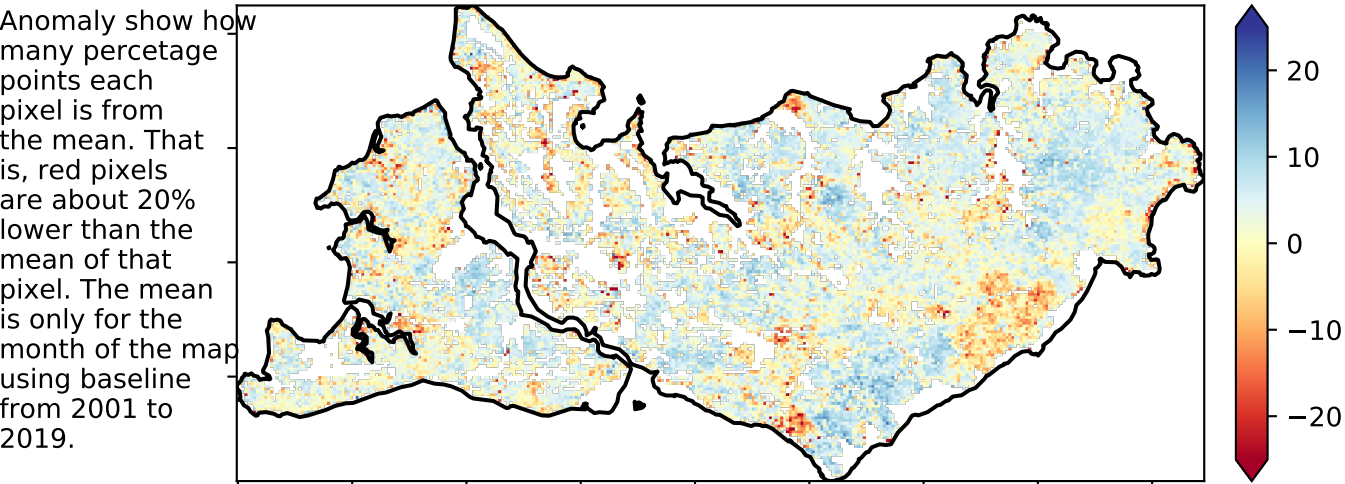 Anomaly show how
many percetage
points each
pixel is from
the mean. That
is, red pixels
are about 20%
lower than the
mean of that
pixel. The mean
is only for the
month of the map
using baseline
from 2001 to
2019.
20
10
0
−10
−20